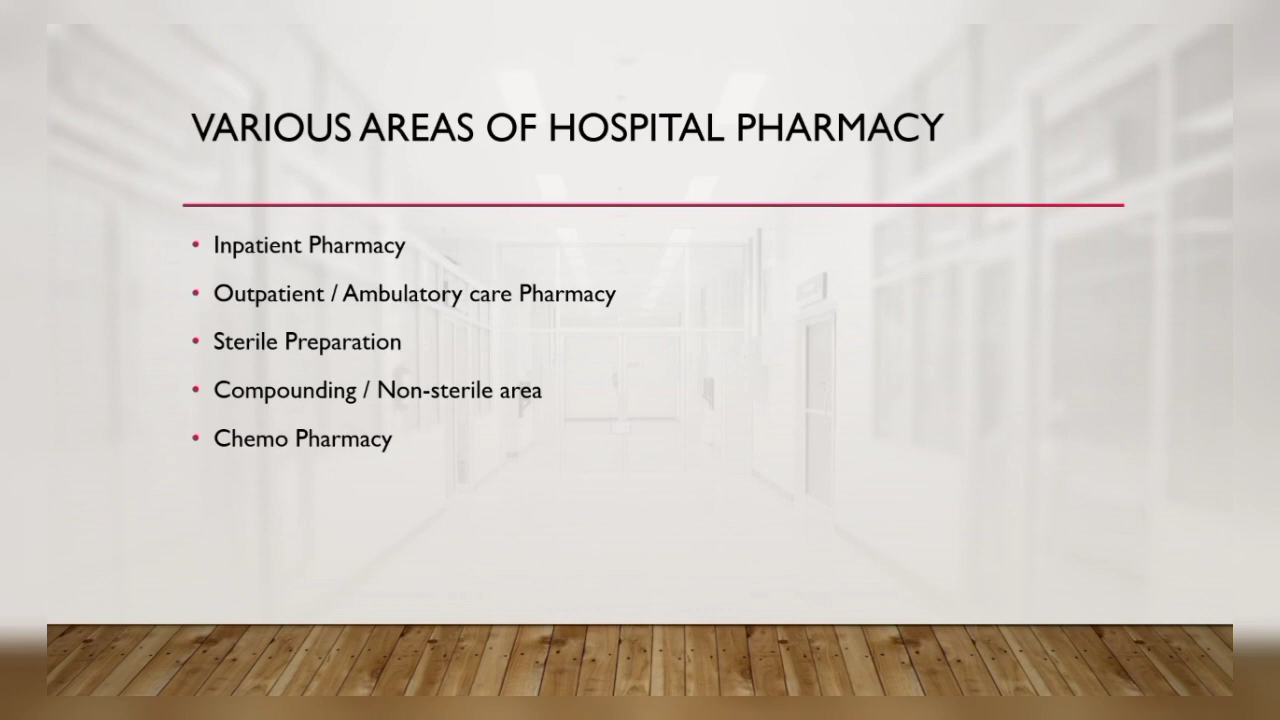 VARIOUS AREAS OF HOSPITAL PHARMACY
• Inpatient Pharmacy
• Outpatient / Ambulatory care Pharmacy
• Sterile Preparation
• Compounding / Non-sterile area
• Chemo Pharmacy